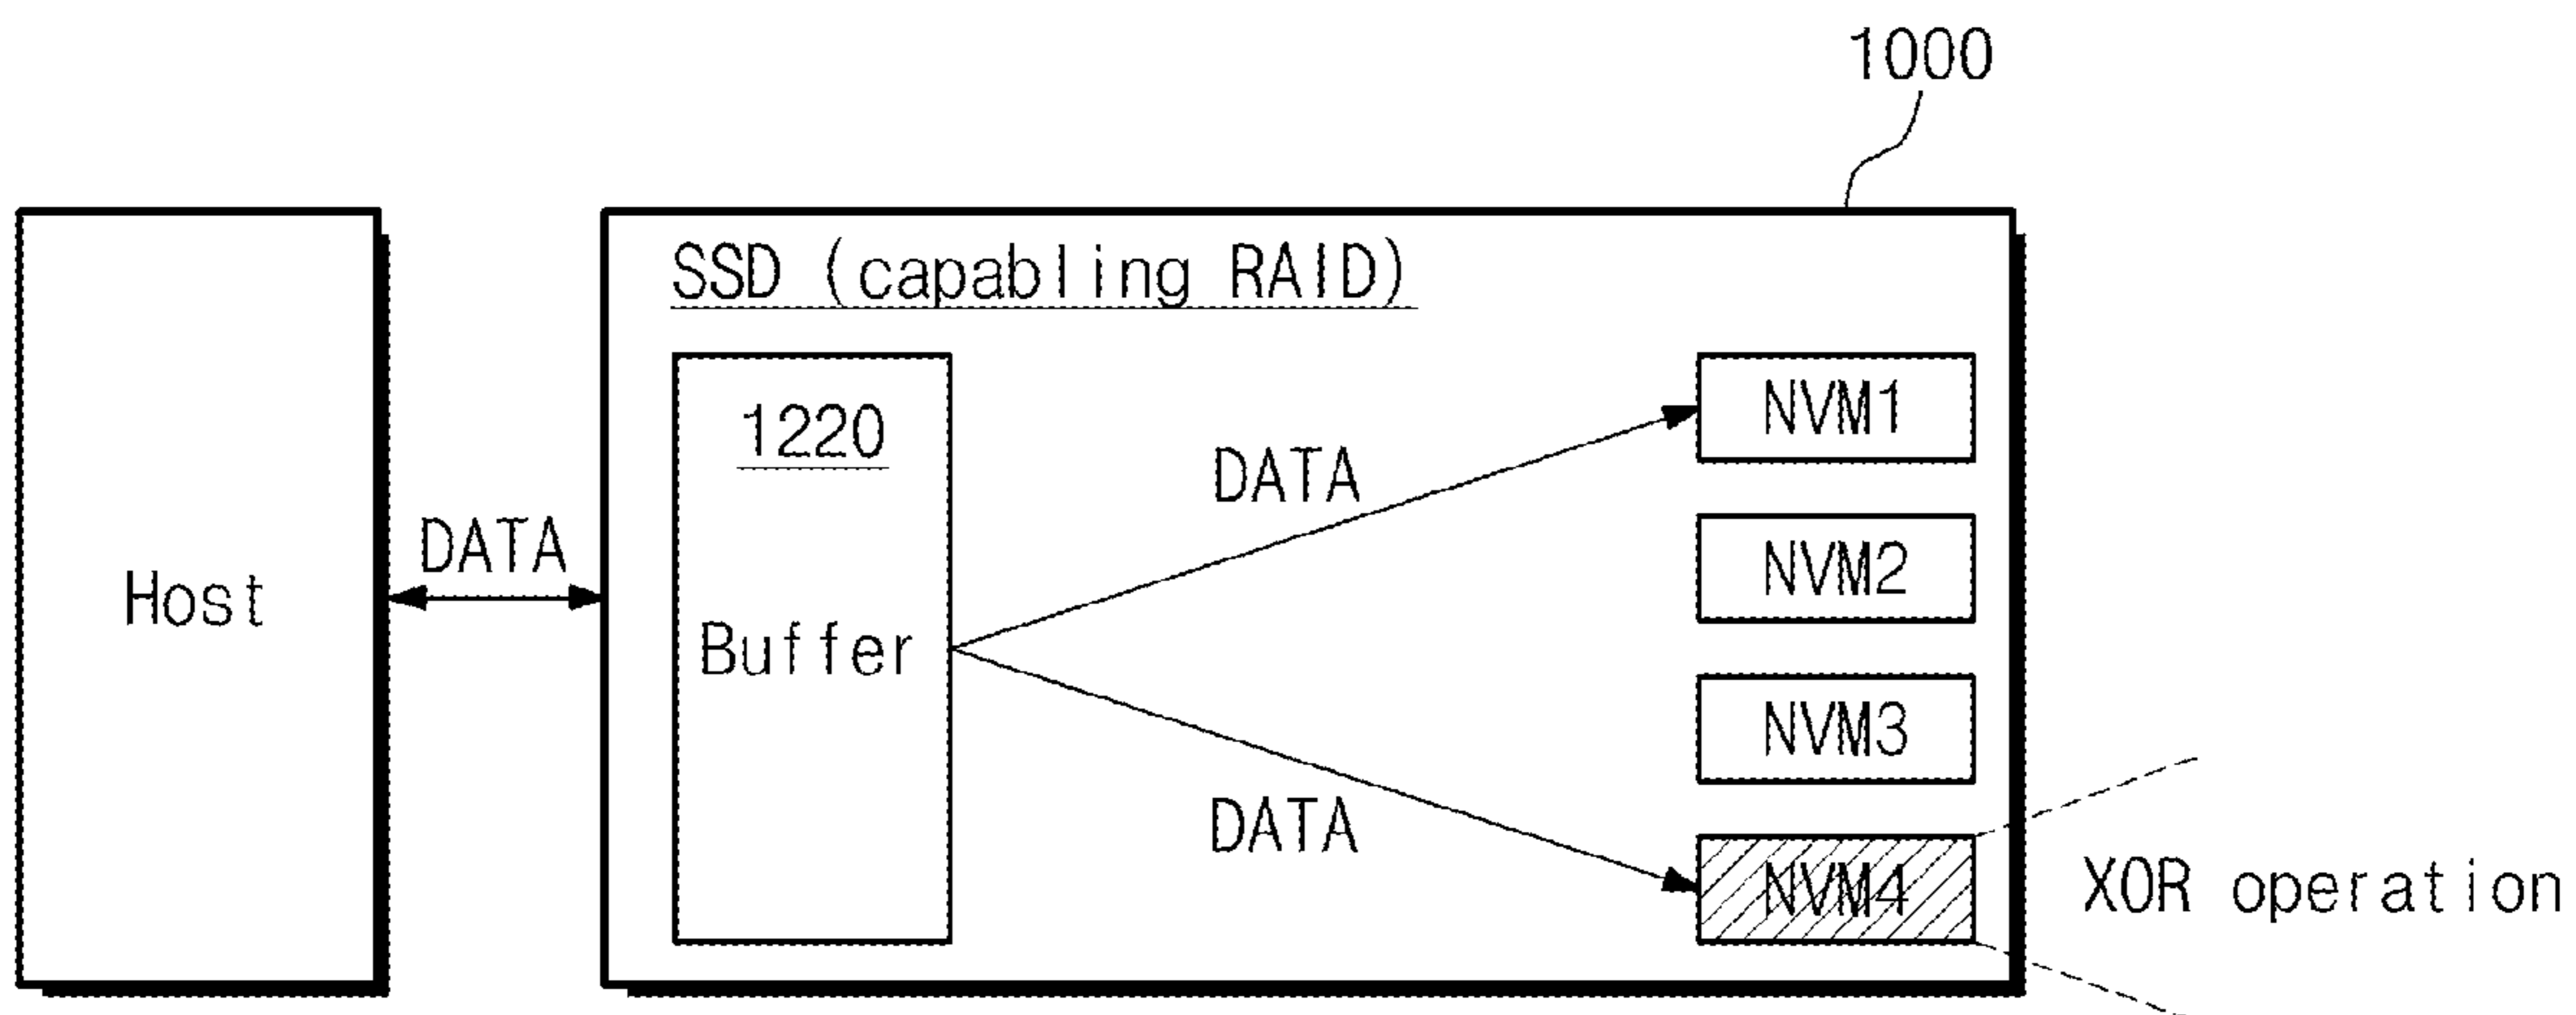 1000
SSD (capabling RAID)
1220
NVM1
DATA
NVM2
DATA
Host
Buffer
NVM3
DATA
NVM4
XOR operation